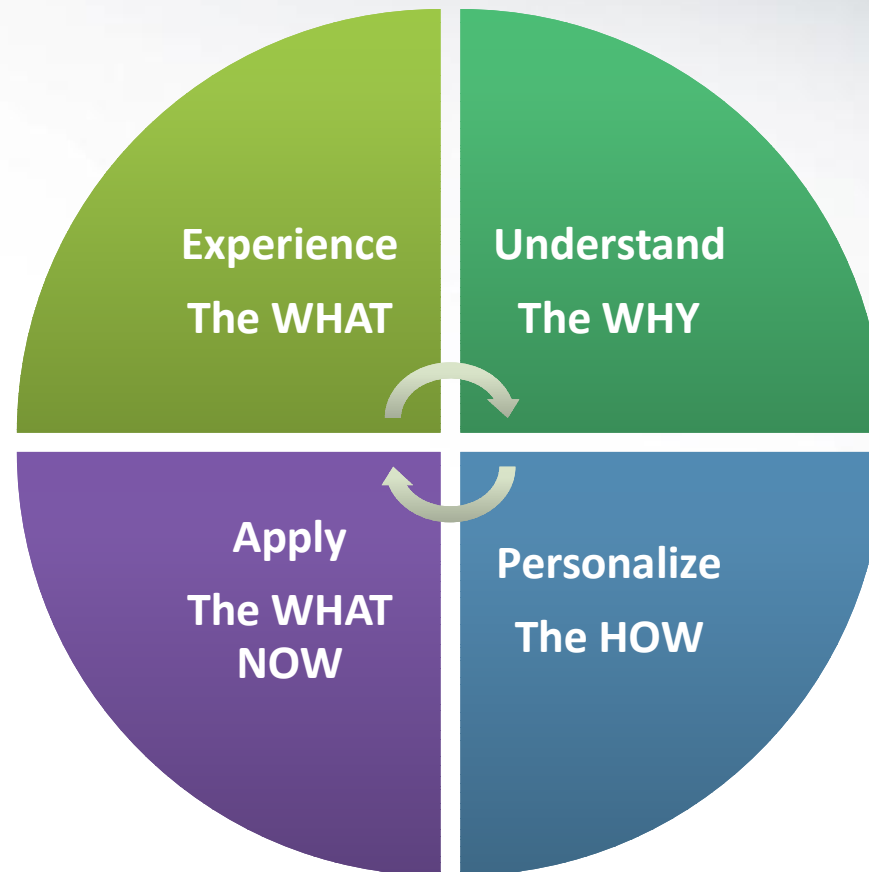 Experience
The WHAT
Understand
The WHY
Apply
The WHAT
NOW
Personalize
The HOW